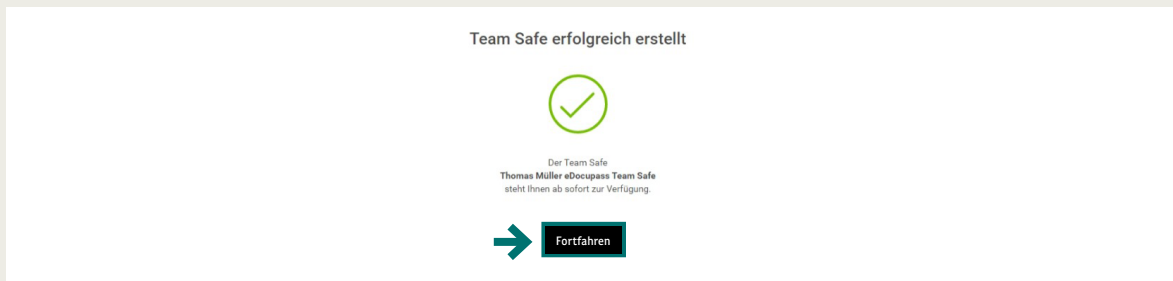 Team Safe erfolgreich erstellt
Der Team Safe
Thomas Müller eDocupass Team Safe
steht Ihnen ab sofort zur Verfügung.
Fortfahren